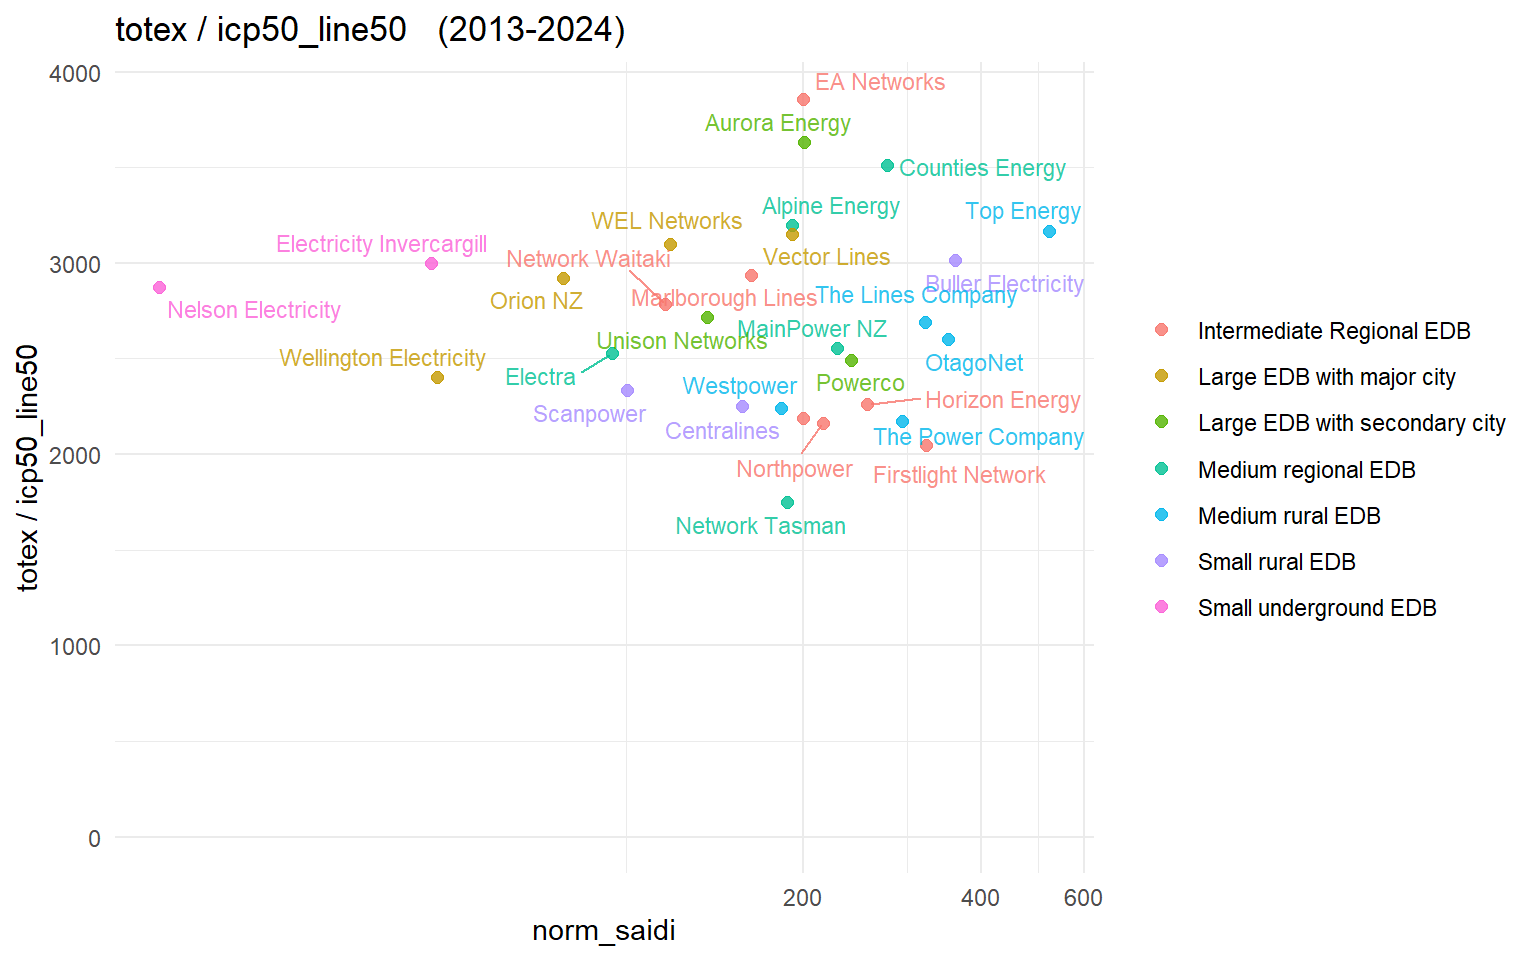 totex / icp50_line50   (2013-2024)
4000
3000
2000
1000
0
totex / icp50_line50
EA Networks
Aurora Energy
Counties Energy
Alpine Energy
Top Energy
WEL Networks
Electricity Invercargill
Network Waitaki
Vector Lines
Buller Electricity
Orion NZ
Marlborough Lines
The Lines Company
Nelson Electricity
MainPower NZ
Unison Networks
Wellington Electricity
OtagoNet
Electra
Westpower
Powerco
Horizon Energy
Scanpower
Centralines
The Power Company
Northpower
Firstlight Network
Network Tasman
200
400
600
norm_saidi
Intermediate Regional EDB
Large EDB with major city
Large EDB with secondary city
Medium regional EDB
Medium rural EDB
Small rural EDB
Small underground EDB